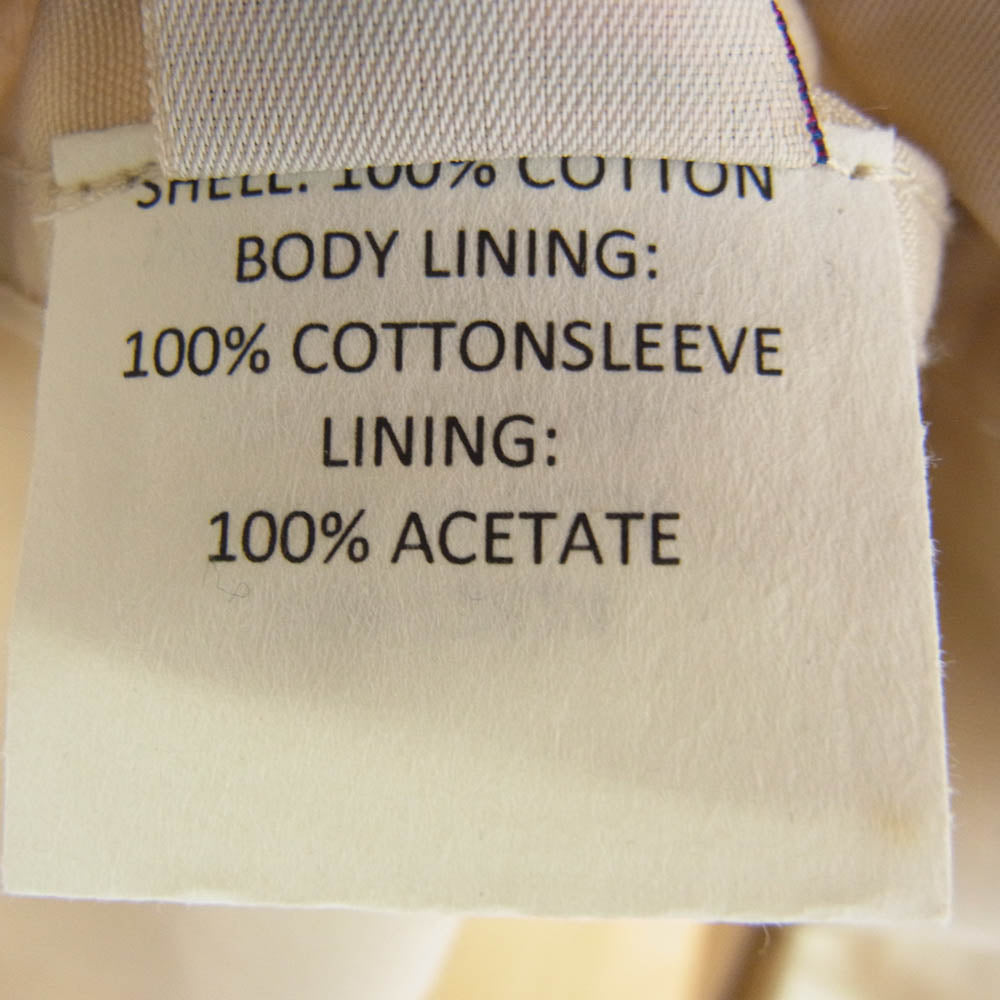 SHELL: 100% COTTON
BODY LINING:
100% COTTONSLEEVE
LINING:
100% ACETATE